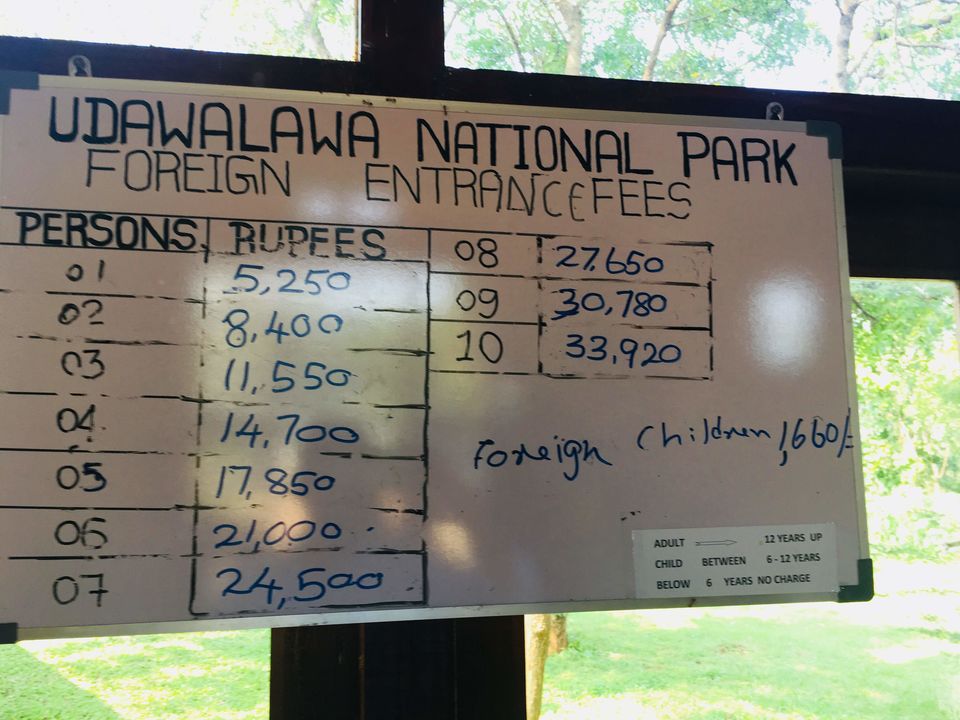 UDAWALAWA NATIONAL PARK
FOREIGN ENTRANCE FEES
PERSONS RUPEES
01 5,250
02 8,400
03 11,550
04 14,700
05 17,850
06 21,000
07 24,500
08 27,650
09 30,780
10 33,920
Foreign Children 1,660/=
ADULT 12 YEARS UP
CHILD BETWEEN 6-12 YEARS
BELOW 6 YEARS NO CHARGE